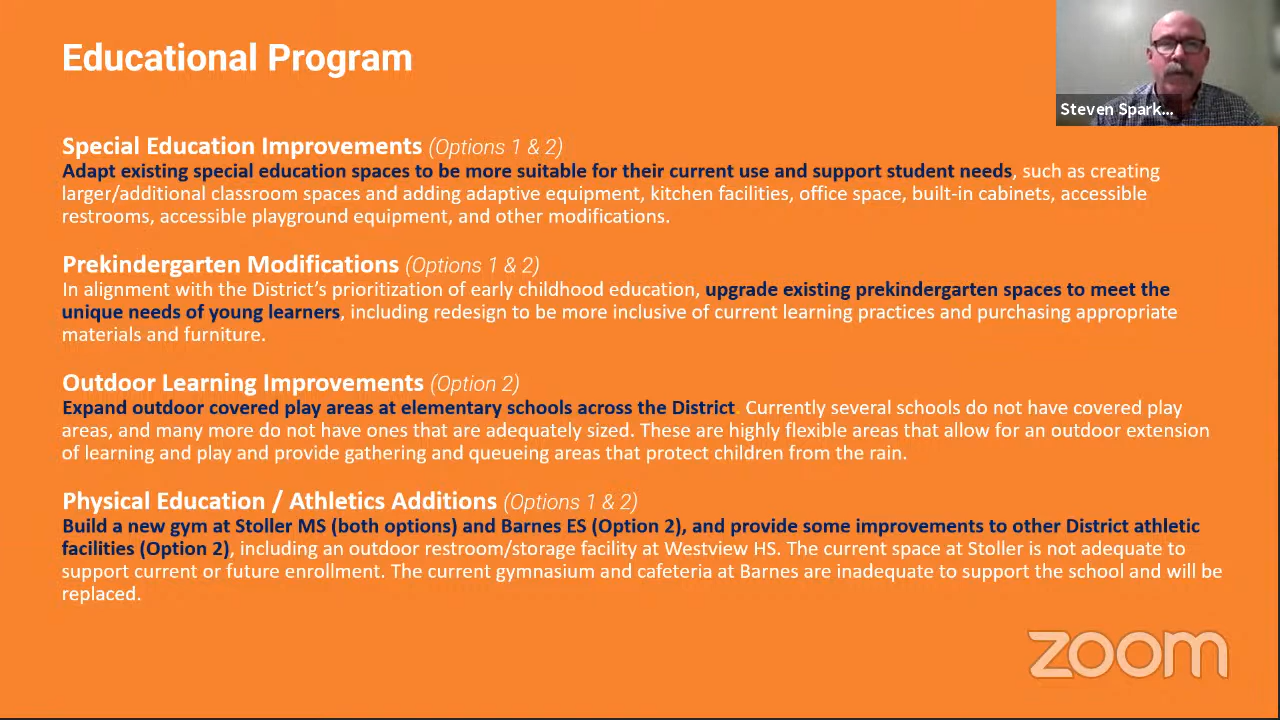 Educational Program
Steven Spark...
Special Education Improvements (Options 1 & 2)
Adapt existing special education spaces to be more suitable for their current use and support student needs, such as creating
larger/additional classroom spaces and adding adaptive equipment, kitchen facilities, office space, built-in cabinets, accessible
restrooms, accessible playground equipment, and other modifications.
Prekindergarten Modifications (Options 1 & 2)
In alignment with the District's prioritization of early childhood education, upgrade existing prekindergarten spaces to meet the
unique needs of young learners, including redesign to be more inclusive of current learning practices and purchasing appropriate
materials and furniture.
Outdoor Learning Improvements (Option 2)
Expand outdoor covered play areas at elementary schools across the District. Currently several schools do not have covered play
areas, and many more do not have ones that are adequately sized. These are highly flexible areas that allow for an outdoor extension
of learning and play and provide gathering and queueing areas that protect children from the rain.
Physical Education / Athletics Additions (Options 1 & 2)
Build a new gym at Stoller MS (both options) and Barnes ES (Option 2), and provide some improvements to other District athletic
facilities (Option 2), including an outdoor restroom/storage facility at Westview HS. The current space at Stoller is not adequate to
support current or future enrollment. The current gymnasium and cafeteria at Barnes are inadequate to support the school and will be
replaced.
zoom